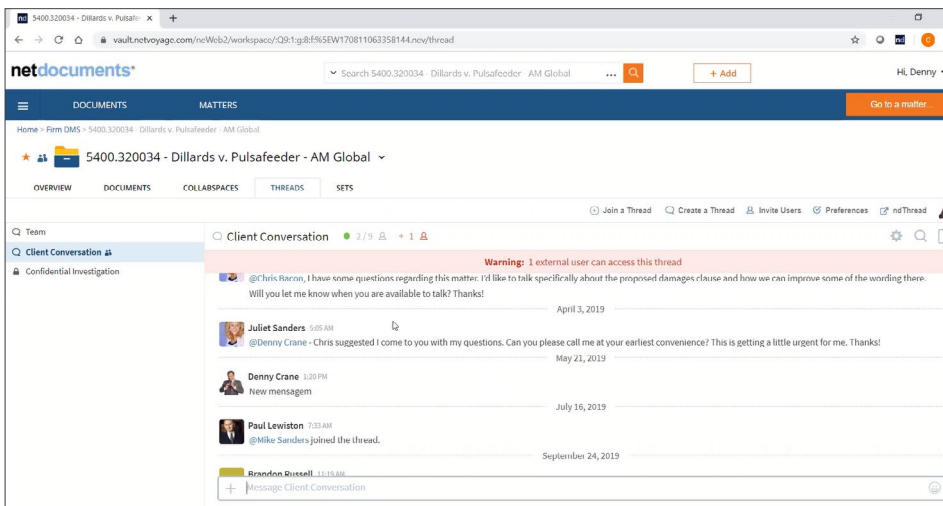 5400.320034 - Dillards v. Pulsafe
vault.netvoyage.com/neWeb2/workspace/:Q9:1:g:8:f:%5EW170811063358144.nev/thread
nd
C
netdocuments
Search 5400.320034 - Dillards v. Pulsafeeder - AM Global
...
+ Add
Hi, Denny
DOCUMENTS
MATTERS
Go to a matter...
Home > Firm DMS > 5400.320034 - Dillards v. Pulsafeeder - AM Global
5400.320034 - Dillards v. Pulsafeeder - AM Global
OVERVIEW
DOCUMENTS
COLLABSPACES
THREADS
SETS
Join a Thread
Create a Thread
Invite Users
Preferences
ndThread
Team
Client Conversation
Confidential Investigation
Client Conversation
2/9
+ 1
Warning: 1 external user can access this thread
@Chris Bacon, I have some questions regarding this matter. I'd like to talk specifically about the proposed damages clause and how we can improve some of the wording there.
Will you let me know when you are available to talk? Thanks!
April 3, 2019
Juliet Sanders 5:05 AM
@Denny Crane - Chris suggested I come to you with my questions. Can you please call me at your earliest convenience? This is getting a little urgent for me. Thanks!
May 21, 2019
Denny Crane 1:20 PM
New mensagem
July 16, 2019
Paul Lewiston 7:33 AM
@Mike Sanders joined the thread.
September 24, 2019
Brandon Russell 11:19 AM
Message Client Conversation